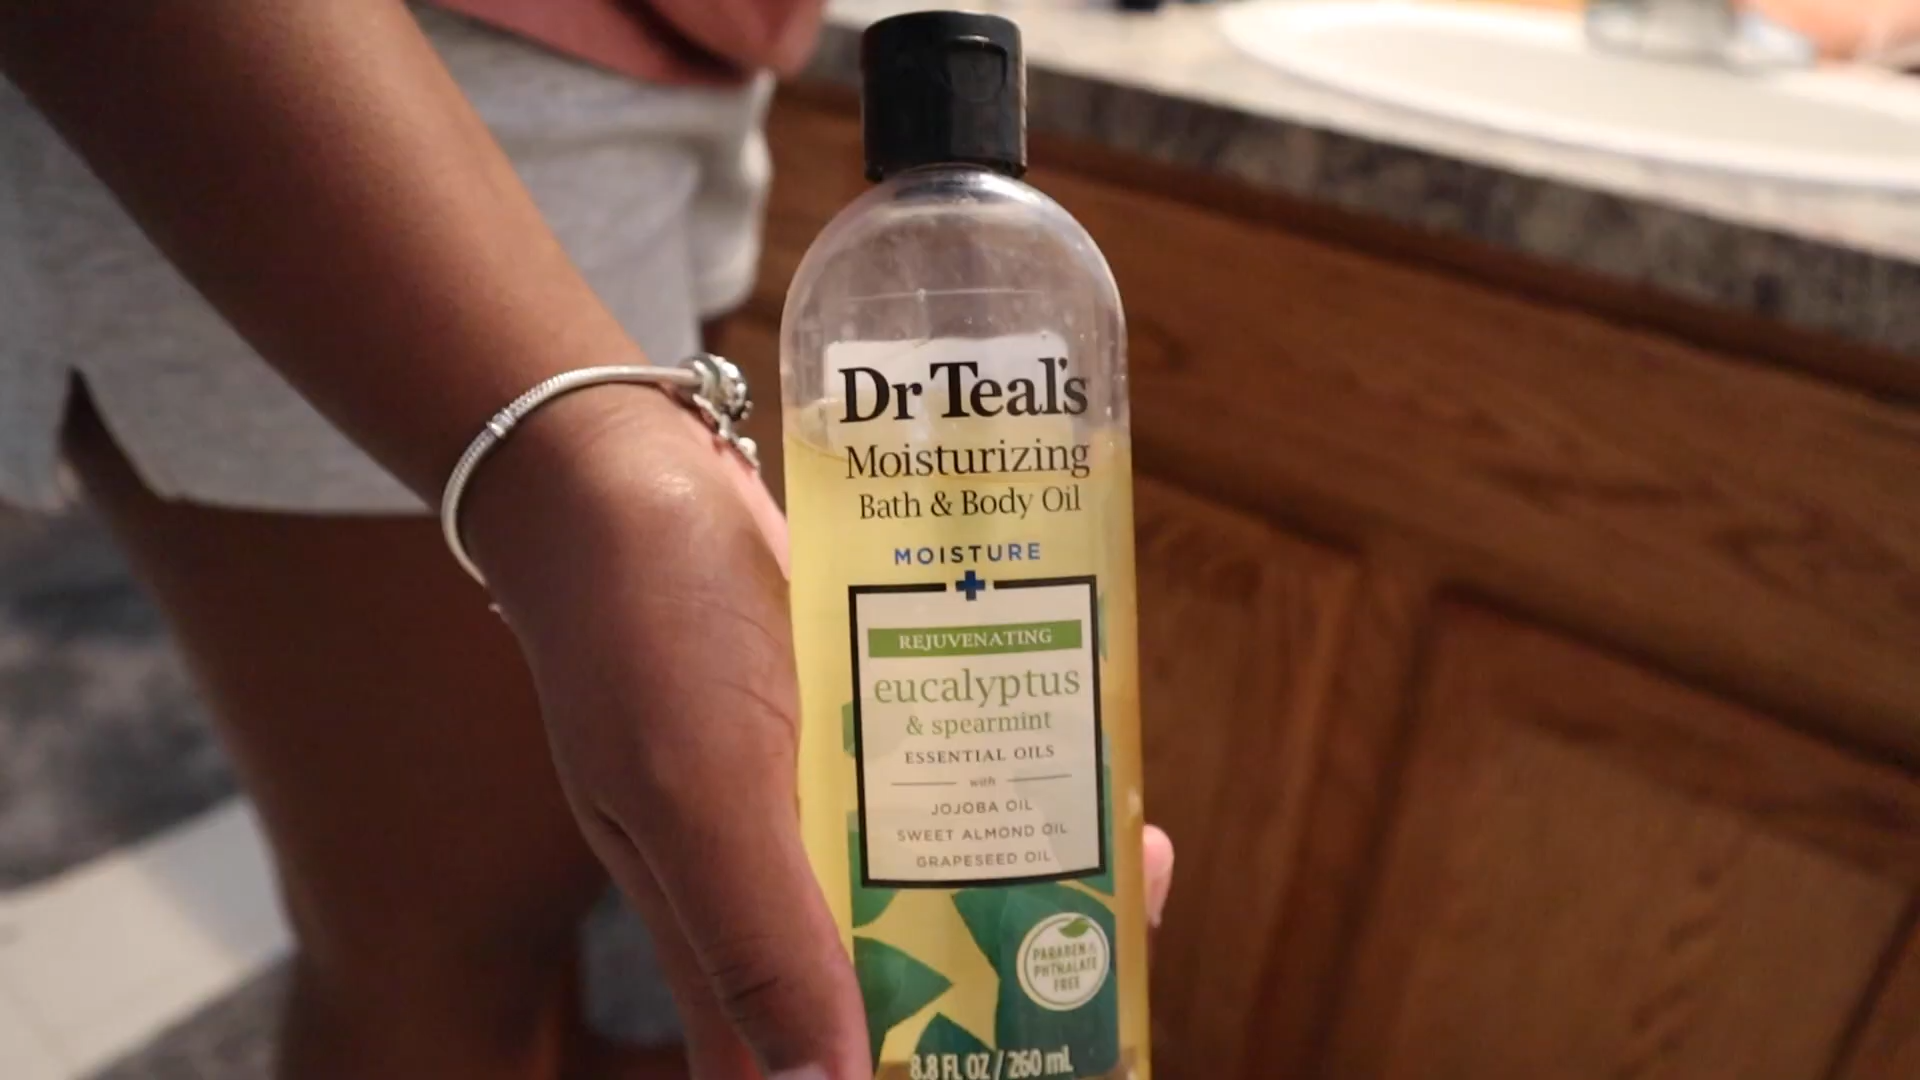 Dr Teal's
Moisturizing
Bath & Body Oil
MOISTURE
REJUVENATING
eucalyptus
& spearmint
ESSENTIAL OILS
with
JOJOBA OIL
SWEET ALMOND OIL
GRAPESEED OIL
PARABEN &
PHTHALATE
FREE
8.8 FL OZ / 260 mL